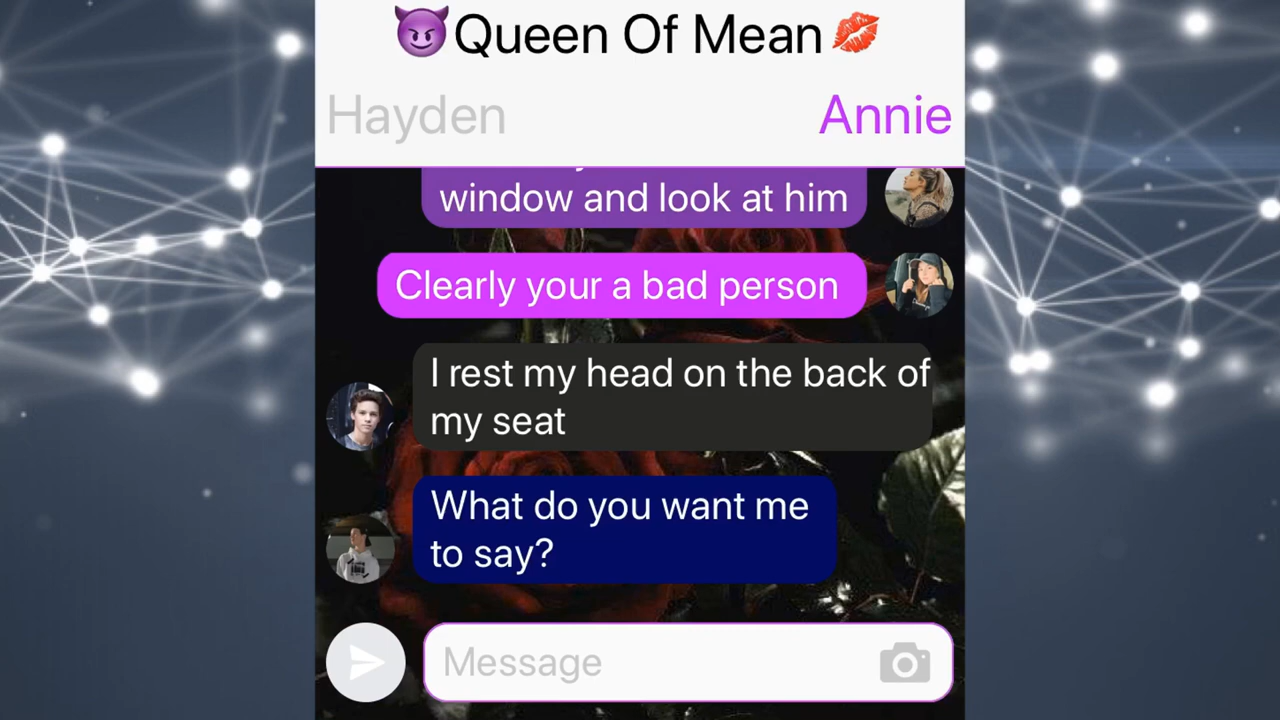 😈Queen Of Mean💋
Hayden
Annie
window and look at him
Clearly your a bad person
I rest my head on the back of
my seat
What do you want me
to say?
Message